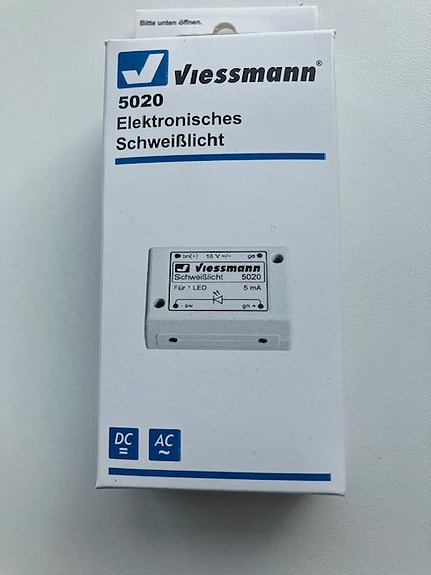 Bitte unten öffnen.
Viessmann®
5020
Elektronisches
Schweißlicht
bn(+) 16 V =/~ ge
Viessmann
Schweißlicht 5020
Für 1 LED 5 mA
- sw gn +
DC
=
AC
~